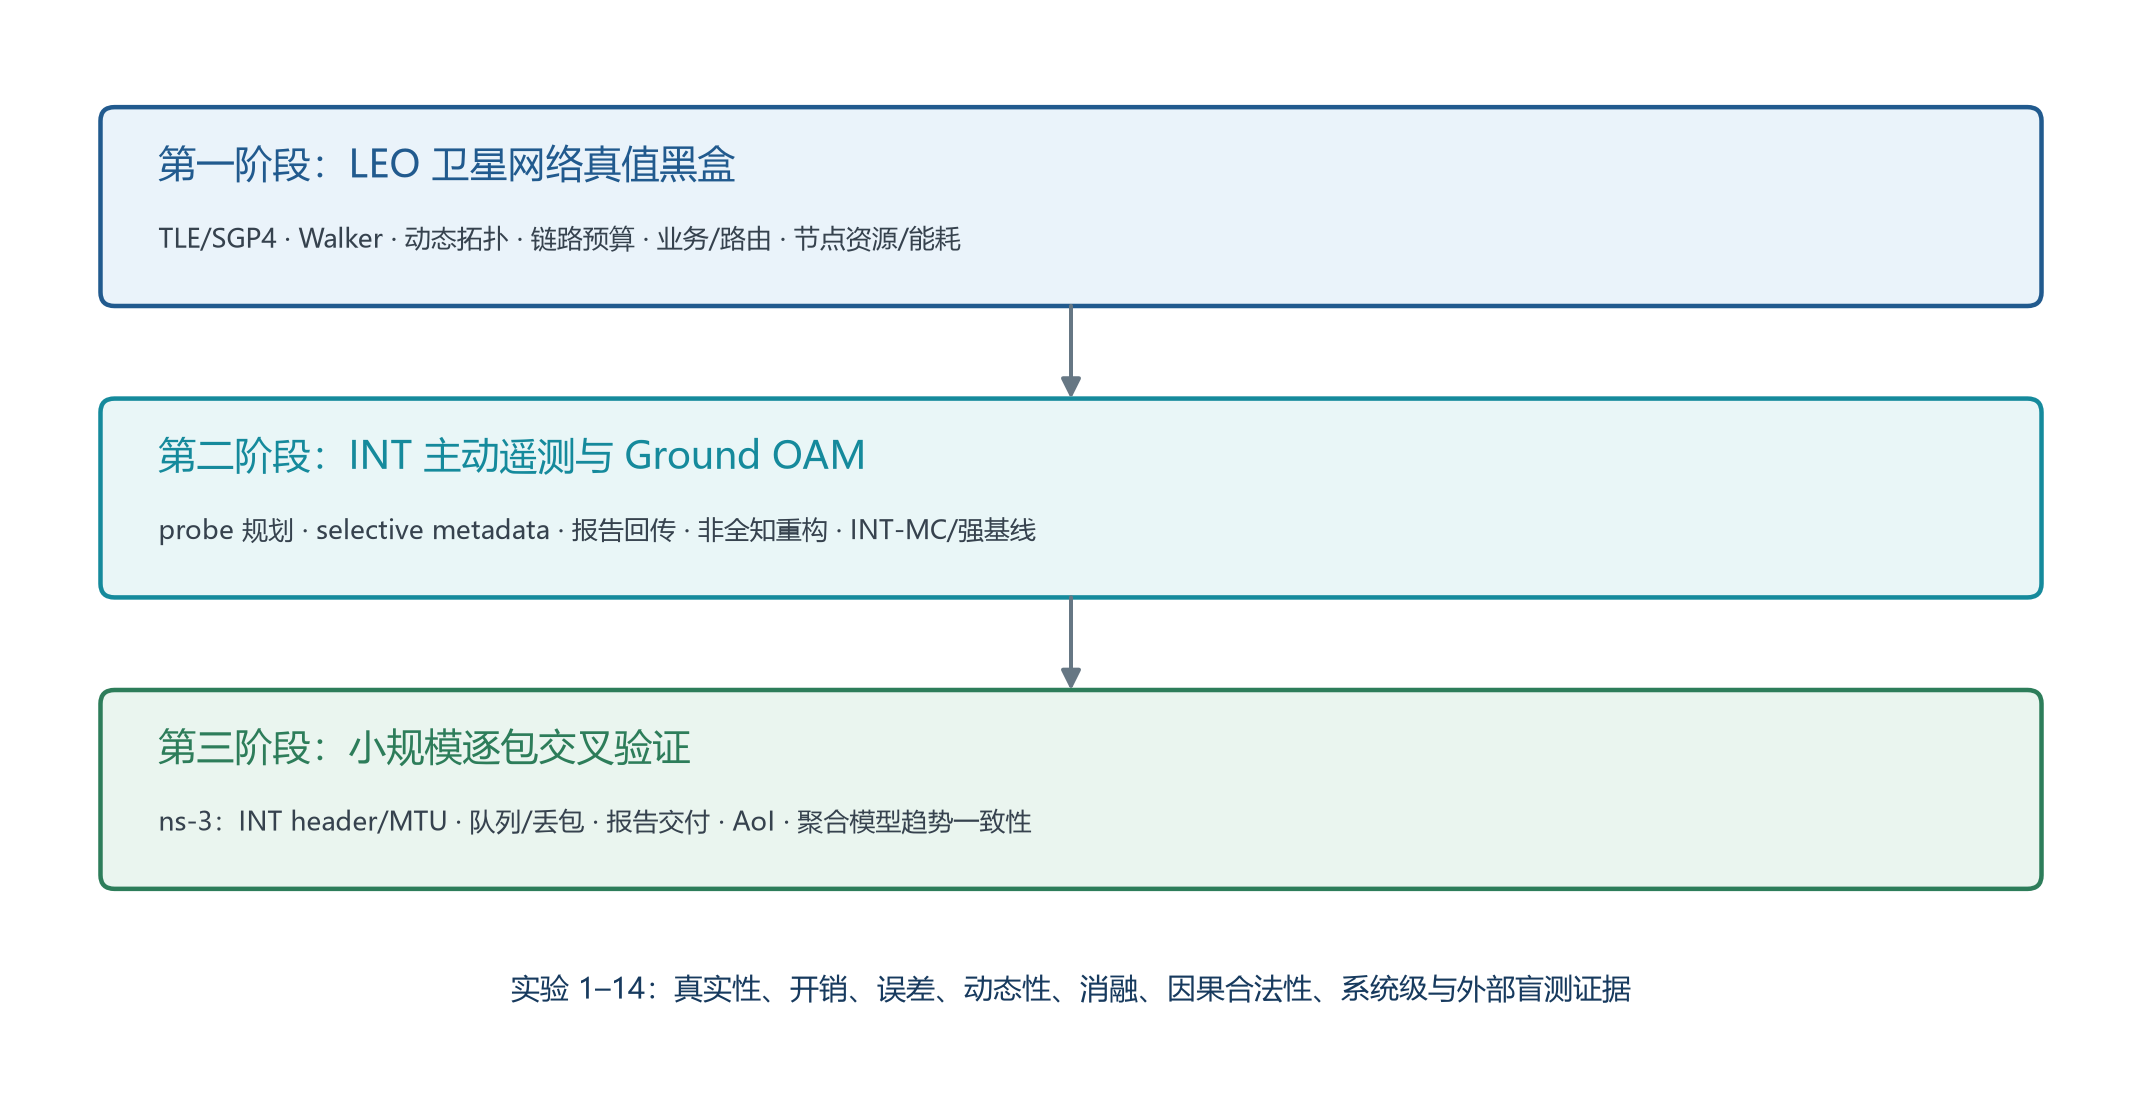 第一阶段：LEO 卫星网络真值黑盒
TLE/SGP4 · Walker · 动态拓扑 · 链路预算 · 业务/路由 · 节点资源/能耗
第二阶段：INT 主动遥测与 Ground OAM
probe 规划 · selective metadata · 报告回传 · 非全知重构 · INT-MC/强基线
第三阶段：小规模逐包交叉验证
ns-3：INT header/MTU · 队列/丢包 · 报告交付 · AoI · 聚合模型趋势一致性
实验 1–14：真实性、开销、误差、动态性、消融、因果合法性、系统级与外部盲测证据